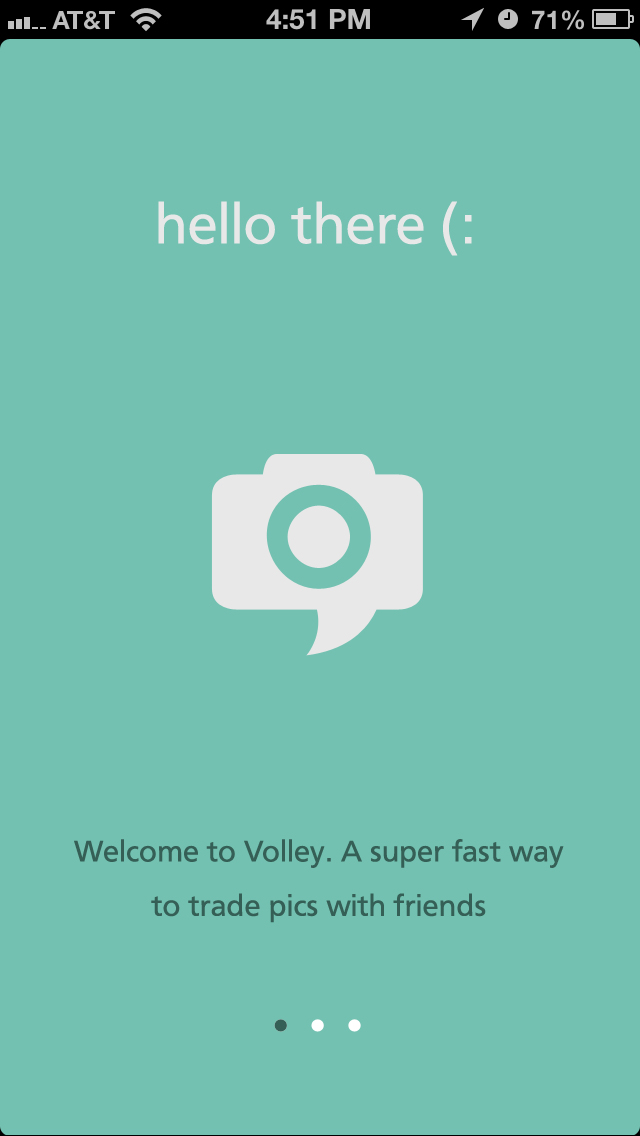 AT&T 4:51 PM 71%
hello there (:
Welcome to Volley. A super fast way
to trade pics with friends